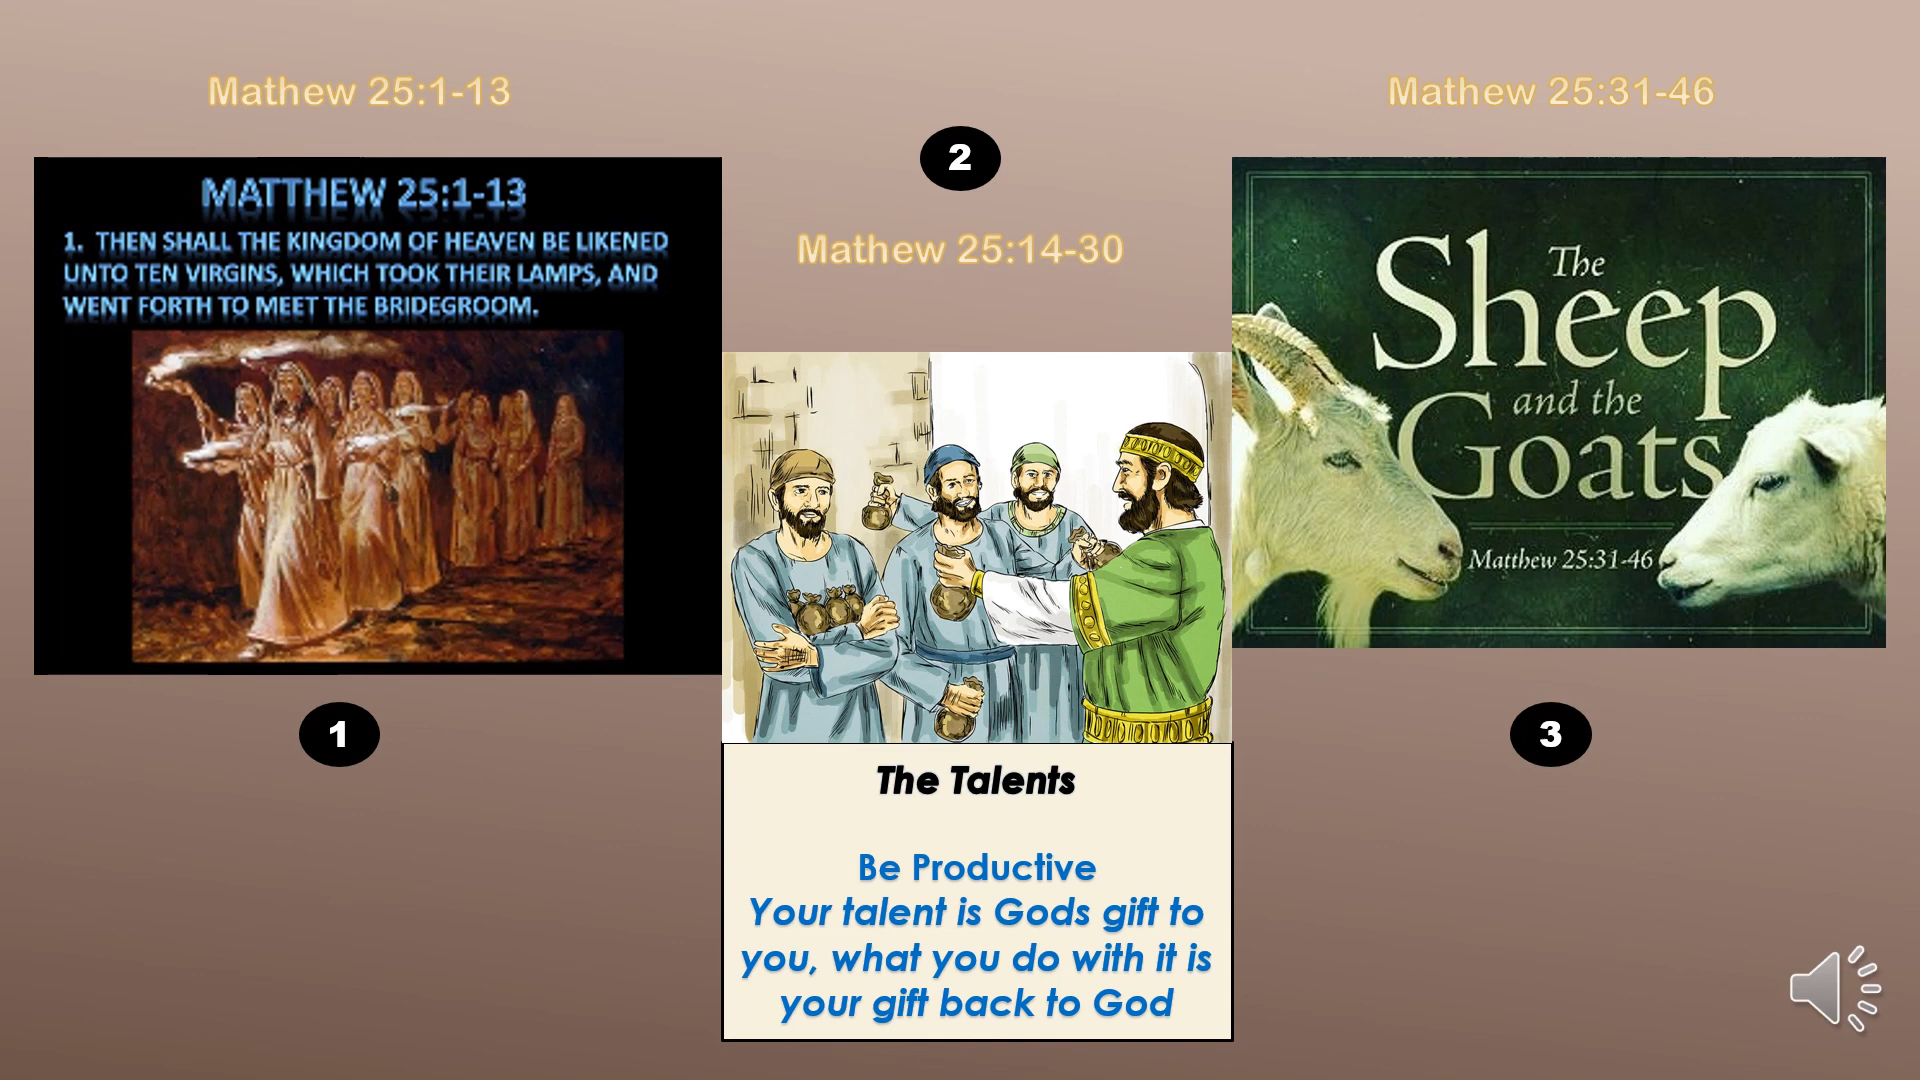 Mathew 25:1-13
MATTHEW 25:1-13
1. THEN SHALL THE KINGDOM OF HEAVEN BE LIKENED
UNTO TEN VIRGINS, WHICH TOOK THEIR LAMPS, AND
WENT FORTH TO MEET THE BRIDEGROOM.
1
2
Mathew 25:14-30
The Talents
Be Productive
Your talent is Gods gift to
you, what you do with it is
your gift back to God
Mathew 25:31-46
The
Sheep
and the
Goats
Matthew 25:31-46
3